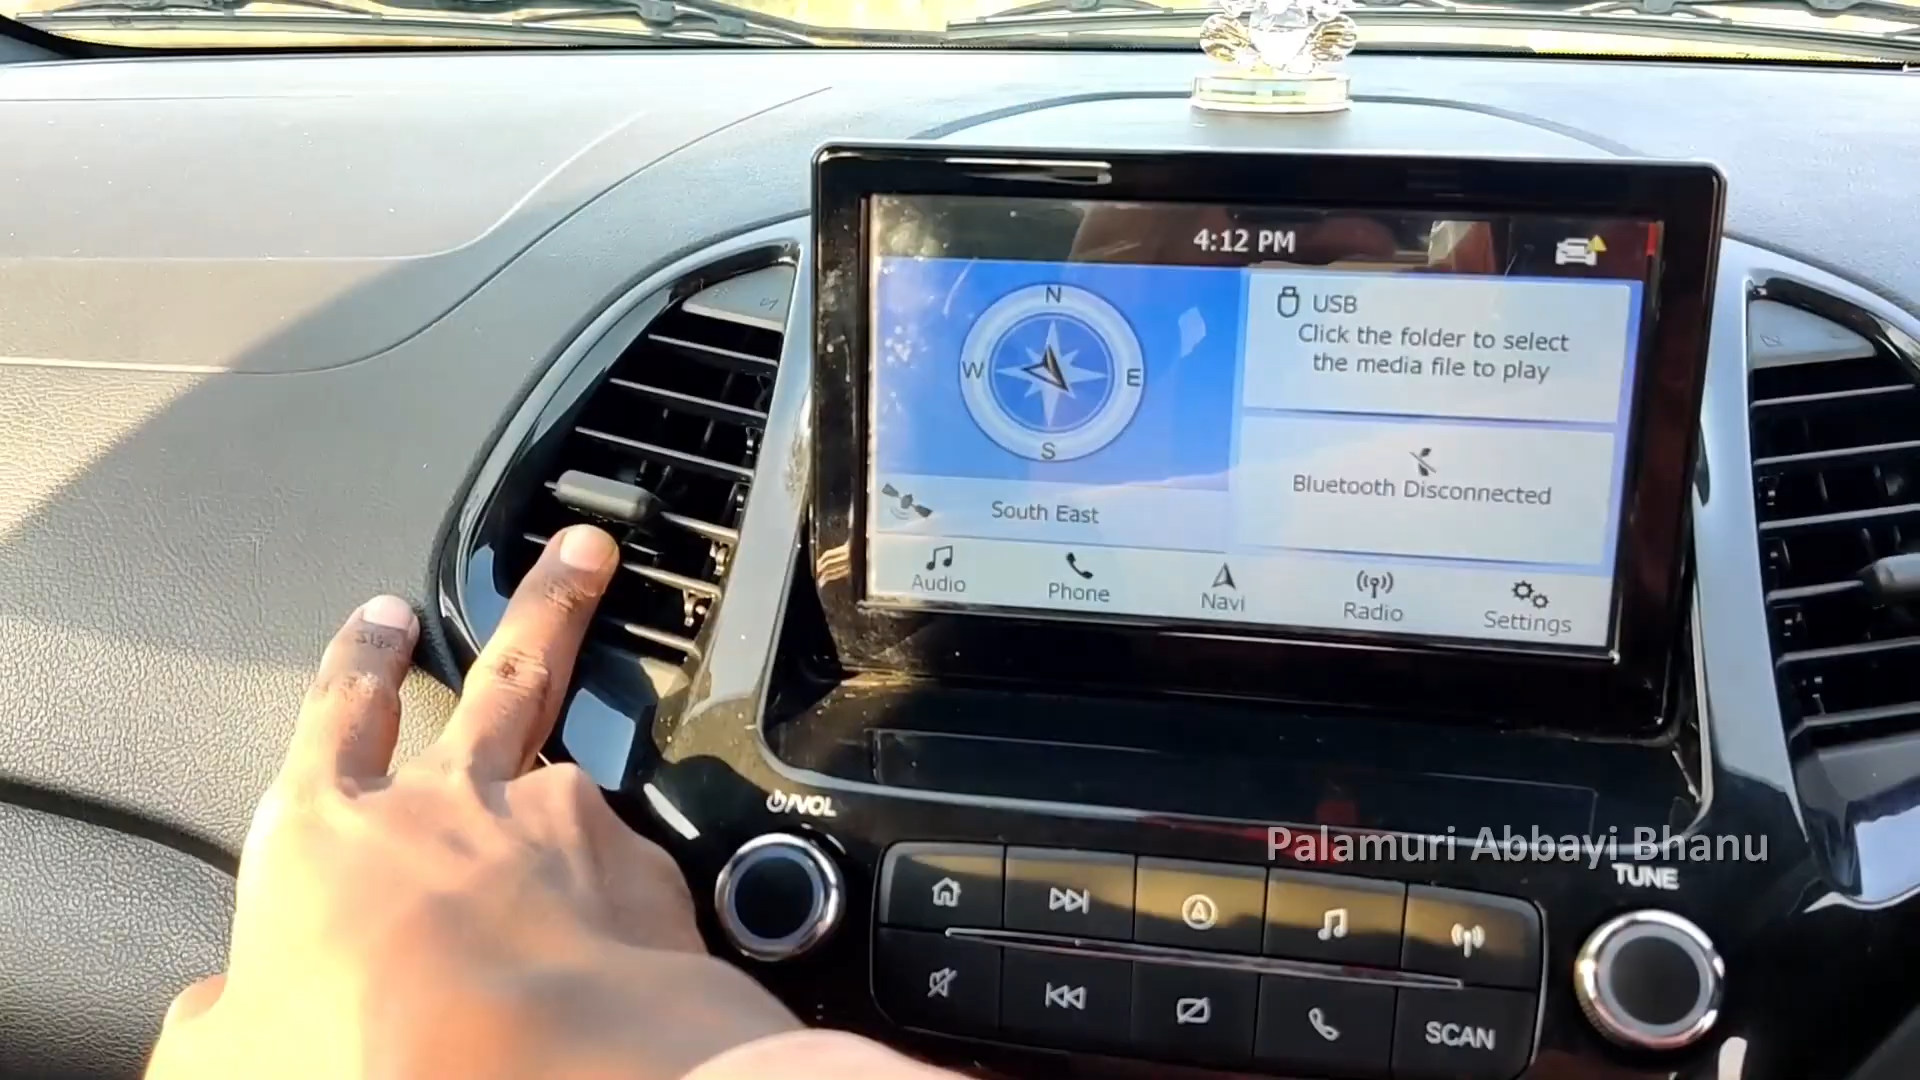 4:12 PM
N
W
E
S
South East
USB
Click the folder to select
the media file to play
Bluetooth Disconnected
Audio
Phone
Navi
Radio
Settings
⏻/VOL
Palamuri Abbayi Bhanu
TUNE
SCAN